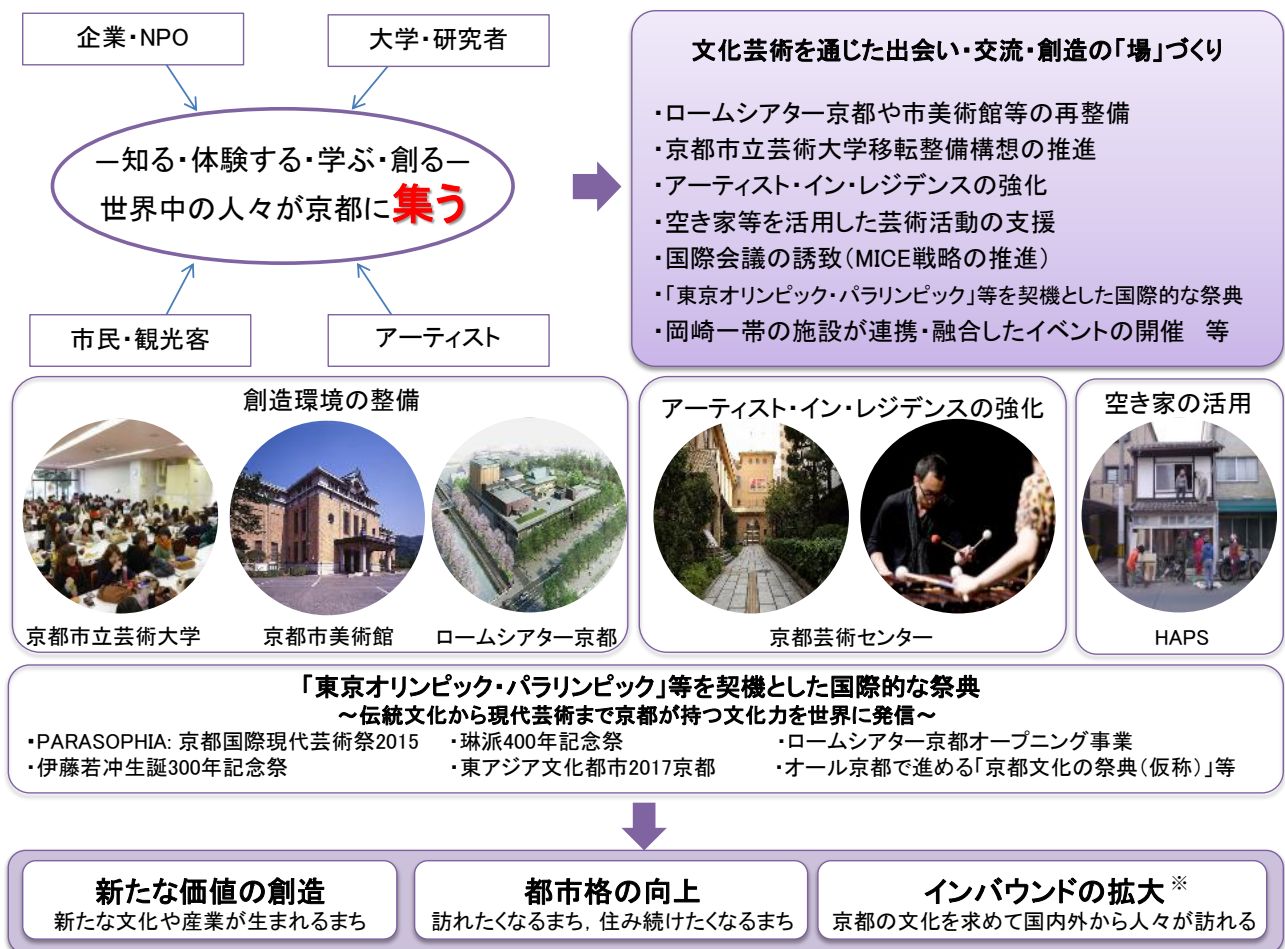 企業・NPO
大学・研究者
―知る・体験する・学ぶ・創る―
世界中の人々が京都に集う
市民・観光客
アーティスト
文化芸術を通じた出会い・交流・創造の「場」づくり
・ロームシアター京都や市美術館等の再整備
・京都市立芸術大学移転整備構想の推進
・アーティスト・イン・レジデンスの強化
・空き家等を活用した芸術活動の支援
・国際会議の誘致（MICE戦略の推進）
・「東京オリンピック・パラリンピック」等を契機とした国際的な祭典
・岡崎一帯の施設が連携・融合したイベントの開催　等
創造環境の整備
京都市立芸術大学
京都市美術館
ロームシアター京都
アーティスト・イン・レジデンスの強化
京都芸術センター
空き家の活用
HAPS
「東京オリンピック・パラリンピック」等を契機とした国際的な祭典
～伝統文化から現代芸術まで京都が持つ文化力を世界に発信～
・PARASOPHIA: 京都国際現代芸術祭2015
・琳派400年記念祭
・ロームシアター京都オープニング事業
・伊藤若冲生誕300年記念祭
・東アジア文化都市2017京都
・オール京都で進める「京都文化の祭典（仮称）」等
新たな価値の創造
新たな文化や産業が生まれるまち
都市格の向上
訪れたくなるまち，住み続けたくなるまち
インバウンドの拡大※
京都の文化を求めて国内外から人々が訪れる